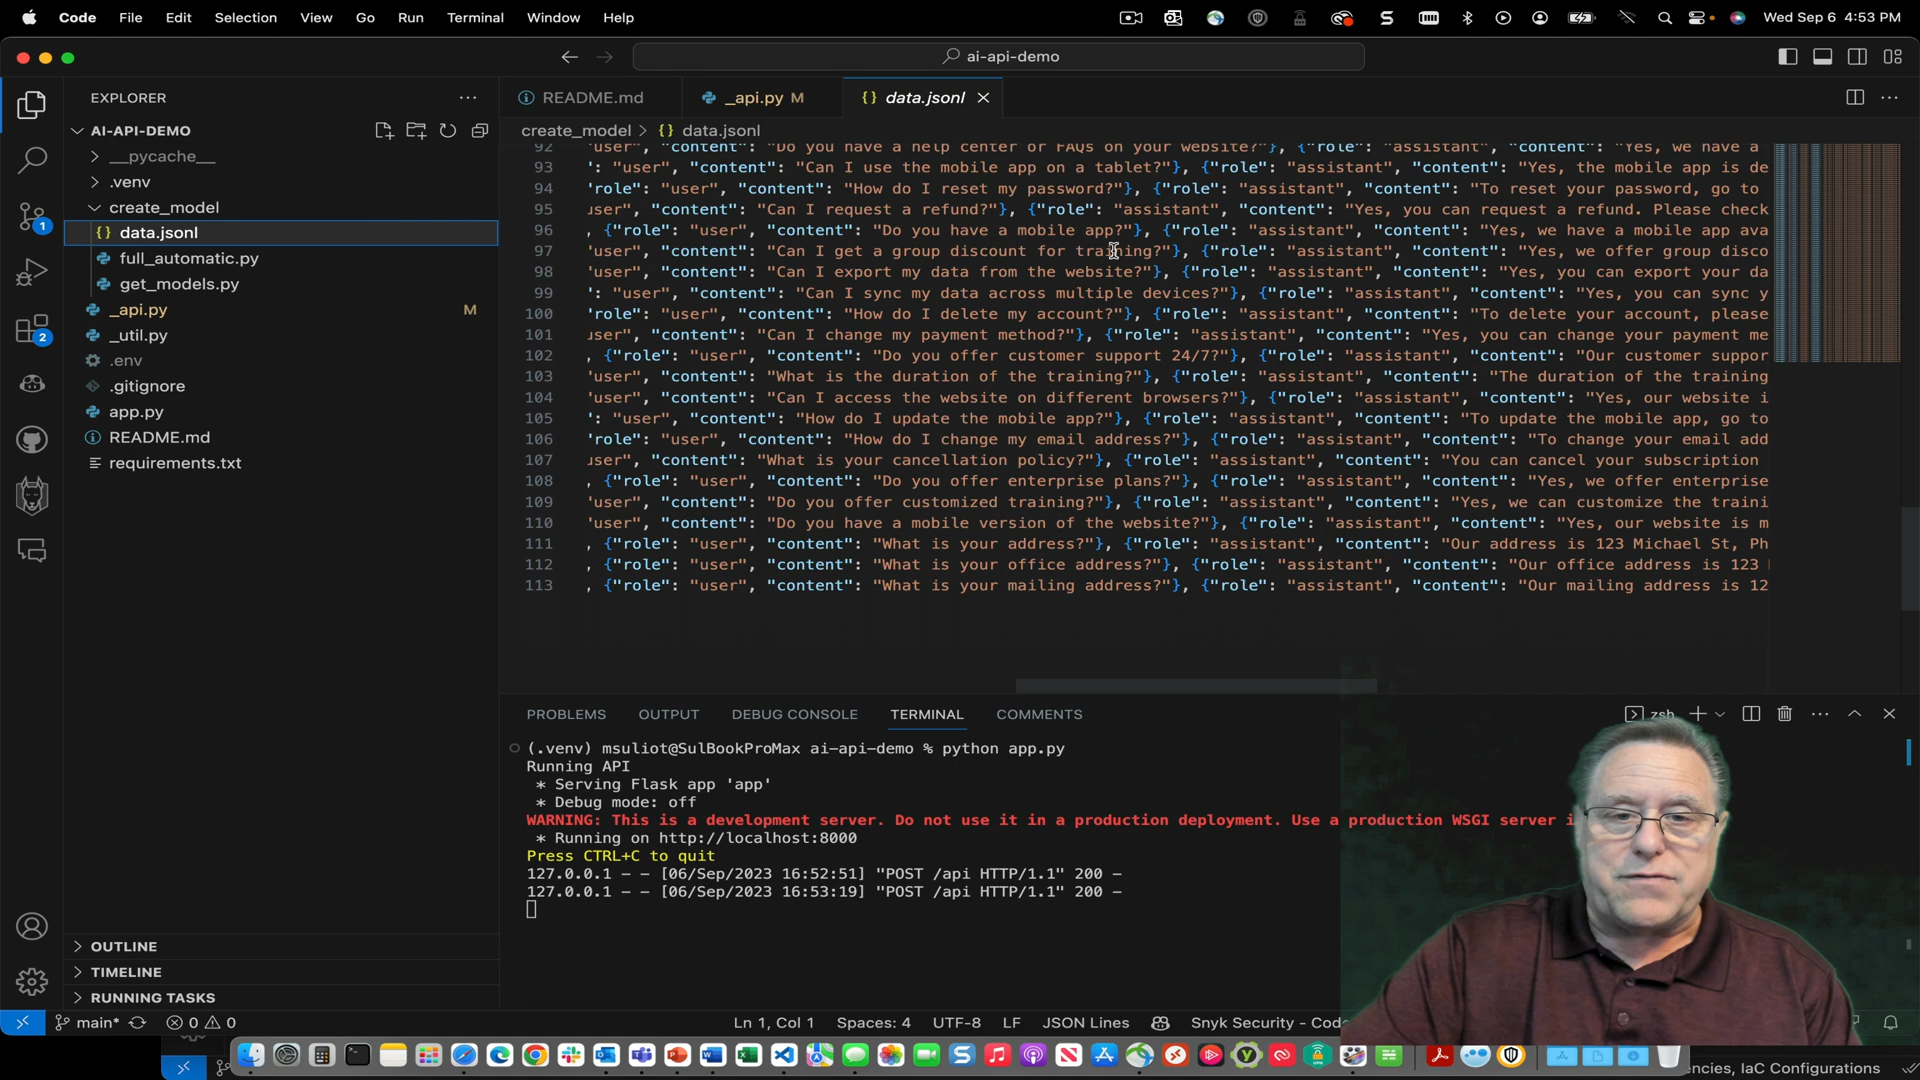 Code File Edit Selection View Go Run Terminal Window Help Wed Sep 6 4:53 PM
ai-api-demo
EXPLORER
AI-API-DEMO
__pycache__
.venv
create_model
data.jsonl
full_automatic.py
get_models.py
_api.py M
_util.py
.env
.gitignore
app.py
README.md
requirements.txt
OUTLINE
TIMELINE
RUNNING TASKS
1
2
README.md _api.py M data.jsonl
create_model > {} data.jsonl
92 'user", "content": "Do you have a help center or FAQs on your website?"}, {"role": "assistant", "content": "Yes, we have a
93 ': "user", "content": "Can I use the mobile app on a tablet?"}, {"role": "assistant", "content": "Yes, the mobile app is de
94 'role": "user", "content": "How do I reset my password?"}, {"role": "assistant", "content": "To reset your password, go to
95 user", "content": "Can I request a refund?"}, {"role": "assistant", "content": "Yes, you can request a refund. Please check
96 , {"role": "user", "content": "Do you have a mobile app?"}, {"role": "assistant", "content": "Yes, we have a mobile app ava
97 'user", "content": "Can I get a group discount for training?"}, {"role": "assistant", "content": "Yes, we offer group disco
98 'user", "content": "Can I export my data from the website?"}, {"role": "assistant", "content": "Yes, you can export your da
99 ': "user", "content": "Can I sync my data across multiple devices?"}, {"role": "assistant", "content": "Yes, you can sync y
100 'role": "user", "content": "How do I delete my account?"}, {"role": "assistant", "content": "To delete your account, please
101 user", "content": "Can I change my payment method?"}, {"role": "assistant", "content": "Yes, you can change your payment me
102 , {"role": "user", "content": "Do you offer customer support 24/7?"}, {"role": "assistant", "content": "Our customer suppor
103 'user", "content": "What is the duration of the training?"}, {"role": "assistant", "content": "The duration of the training
104 'user", "content": "Can I access the website on different browsers?"}, {"role": "assistant", "content": "Yes, our website i
105 ': "user", "content": "How do I update the mobile app?"}, {"role": "assistant", "content": "To update the mobile app, go to
106 'role": "user", "content": "How do I change my email address?"}, {"role": "assistant", "content": "To change your email add
107 user", "content": "What is your cancellation policy?"}, {"role": "assistant", "content": "You can cancel your subscription
108 , {"role": "user", "content": "Do you offer enterprise plans?"}, {"role": "assistant", "content": "Yes, we offer enterprise
109 'user", "content": "Do you offer customized training?"}, {"role": "assistant", "content": "Yes, we can customize the traini
110 'user", "content": "Do you have a mobile version of the website?"}, {"role": "assistant", "content": "Yes, our website is m
111 , {"role": "user", "content": "What is your address?"}, {"role": "assistant", "content": "Our address is 123 Michael St, Ph
112 , {"role": "user", "content": "What is your office address?"}, {"role": "assistant", "content": "Our office address is 123
113 , {"role": "user", "content": "What is your mailing address?"}, {"role": "assistant", "content": "Our mailing address is 12
PROBLEMS OUTPUT DEBUG CONSOLE TERMINAL COMMENTS zsh
(.venv) msuliot@SulBookProMax ai-api-demo % python app.py
Running API
* Serving Flask app 'app'
* Debug mode: off
WARNING: This is a development server. Do not use it in a production deployment. Use a production WSGI server i
* Running on http://localhost:8000
Press CTRL+C to quit
127.0.0.1 - - [06/Sep/2023 16:52:51] "POST /api HTTP/1.1" 200 -
127.0.0.1 - - [06/Sep/2023 16:53:19] "POST /api HTTP/1.1" 200 -
main* 0 0 Ln 1, Col 1 Spaces: 4 UTF-8 LF JSON Lines Snyk Security - Code
encies, IaC Configurations